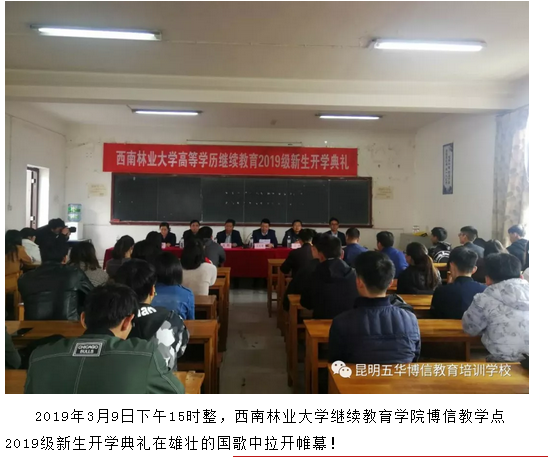 西南林业大学高等学历继续教育2019级新生开学典礼
CHICAGO
BULLS
昆明五华博信教育培训学校
2019年3月9日下午15时整，西南林业大学继续教育学院博信教学点
2019级新生开学典礼在雄壮的国歌中拉开帷幕！